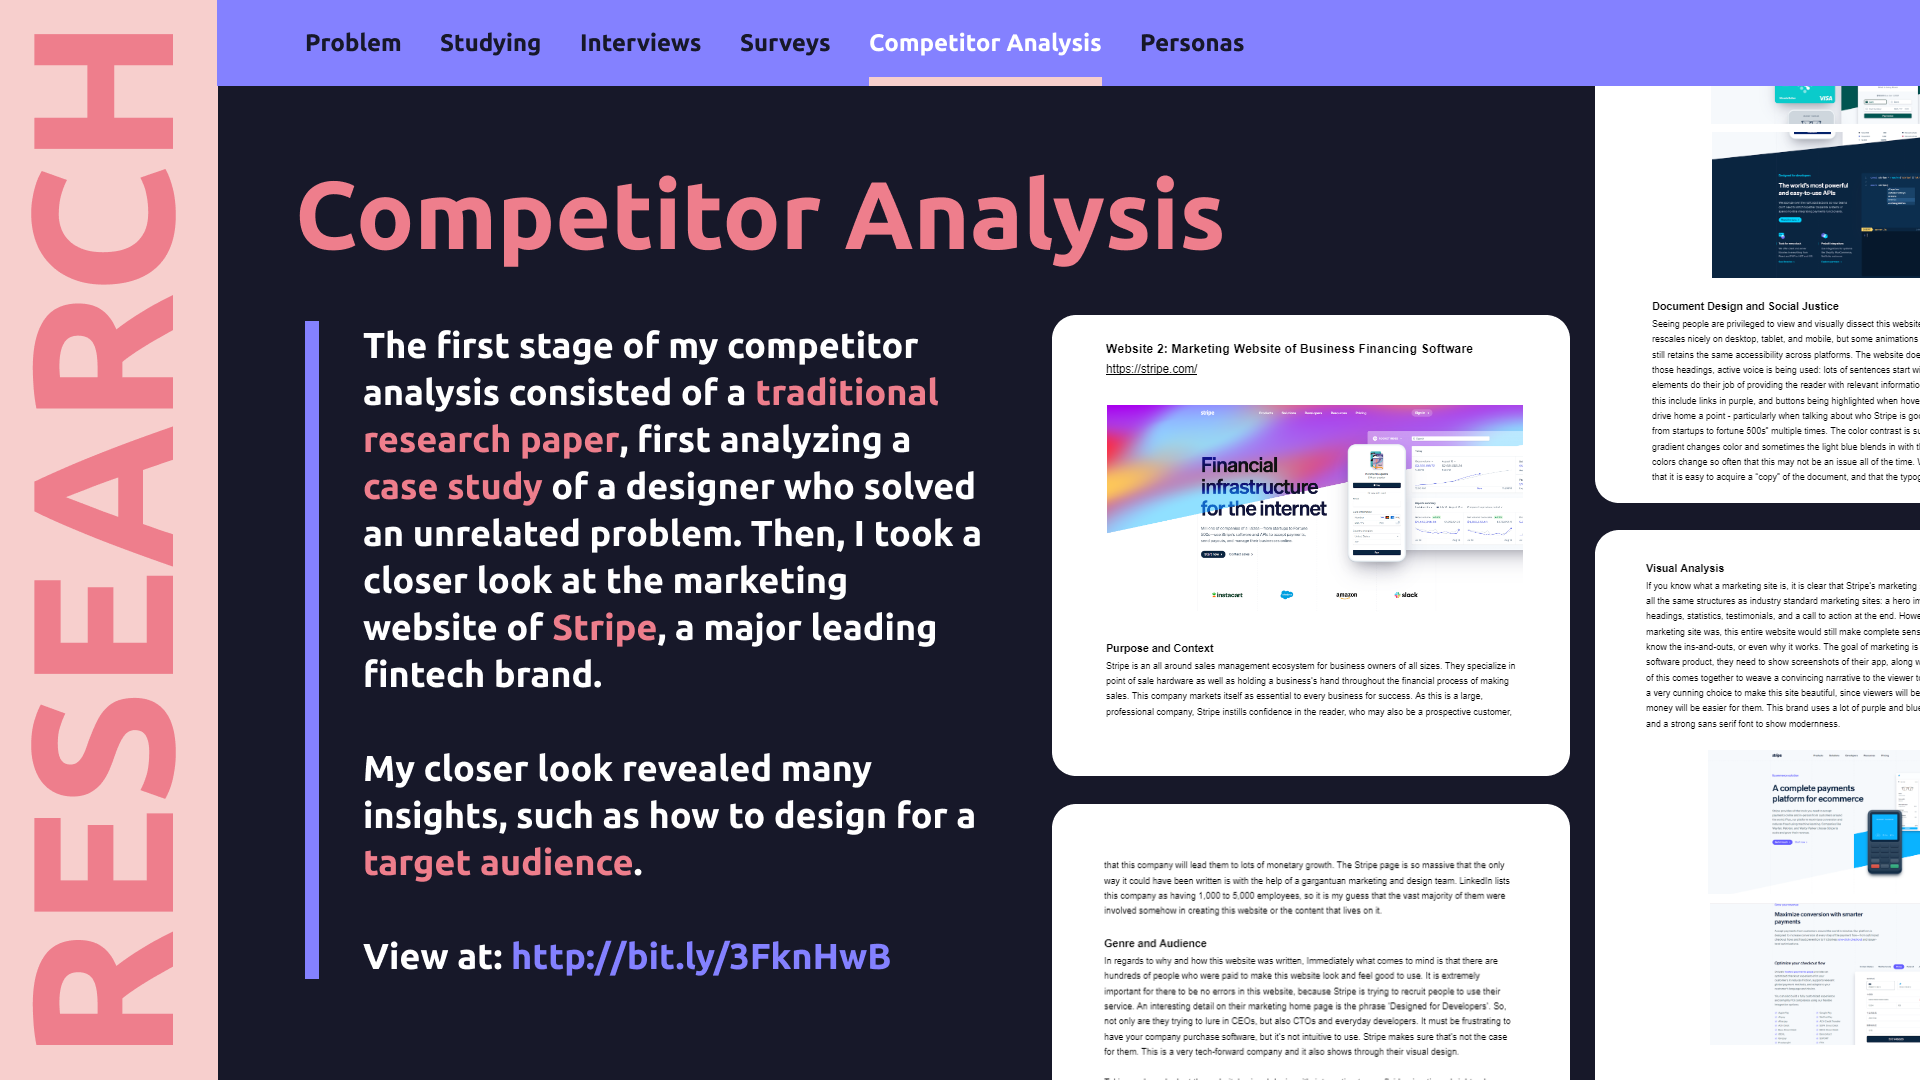 RESEARCH
Problem
Studying
Interviews
Surveys
Competitor Analysis
Personas
Competitor Analysis
The first stage of my competitor
analysis consisted of a traditional
research paper, first analyzing a
case study of a designer who solved
an unrelated problem. Then, I took a
closer look at the marketing
website of Stripe, a major leading
fintech brand.
My closer look revealed many
insights, such as how to design for a
target audience.
View at: http://bit.ly/3FknHwB
Website 2: Marketing Website of Business Financing Software
https://stripe.com/
stripe
Financial
infrastructure
for the internet
instacart
amazon
slack
Purpose and Context
Stripe is an all around sales management ecosystem for business owners of all sizes. They specialize in
point of sale hardware as well as holding a business's hand throughout the financial process of making
sales. This company markets itself as essential to every business for success. As this is a large,
professional company, Stripe instills confidence in the reader, who may also be a prospective customer,
that this company will lead them to lots of monetary growth. The Stripe page is so massive that the only
way it could have been written is with the help of a gargantuan marketing and design team. LinkedIn lists
this company as having 1,000 to 5,000 employees, so it is my guess that the vast majority of them were
involved somehow in creating this website or the content that lives on it.
Genre and Audience
In regards to why and how this website was written, immediately what comes to mind is that there are
hundreds of people who were paid to make this website look and feel good to use. It is extremely
important for there to be no errors in this website, because Stripe is trying to recruit people to use their
service. An interesting detail on their marketing home page is the phrase 'Designed for Developers'. So,
not only are they trying to lure in CEOs, but also CTOs and everyday developers. It must be frustrating to
have your company purchase software, but it's not intuitive to use. Stripe makes sure that's not the case
for them. This is a very tech-forward company and it also shows through their visual design.
VISA
The world's most powerful
and easy-to-use APIs
Document Design and Social Justice
Seeing people are privileged to view and visually dissect this website
rescales nicely on desktop, tablet, and mobile, but some animations
still retains the same accessibility across platforms. The website doe
those headings, active voice is being used: lots of sentences start wi
elements do their job of providing the reader with relevant informatio
this include links in purple, and buttons being highlighted when hove
drive home a point - particularly when talking about who Stripe is goo
from startups to fortune 500s" multiple times. The color contrast is su
gradient changes color and sometimes the light blue blends in with th
colors change so often that this may not be an issue all of the time. W
that it is easy to acquire a "copy" of the document, and that the typog
Visual Analysis
If you know what a marketing site is, it is clear that Stripe's marketing
all the same structures as industry standard marketing sites: a hero im
headings, statistics, testimonials, and a call to action at the end. Howe
marketing site was, this entire website would still make complete sens
know the ins-and-outs, or even why it works. The goal of marketing is
software product, they need to show screenshots of their app, along w
of this comes together to weave a convincing narrative to the viewer to
a very cunning choice to make this site beautiful, since viewers will be
money will be easier for them. This brand uses a lot of purple and blue
and a strong sans serif font to show modernness.
stripe
A complete payments
platform for ecommerce
Maximize conversion with smarter
payments
Optimize your checkout flow